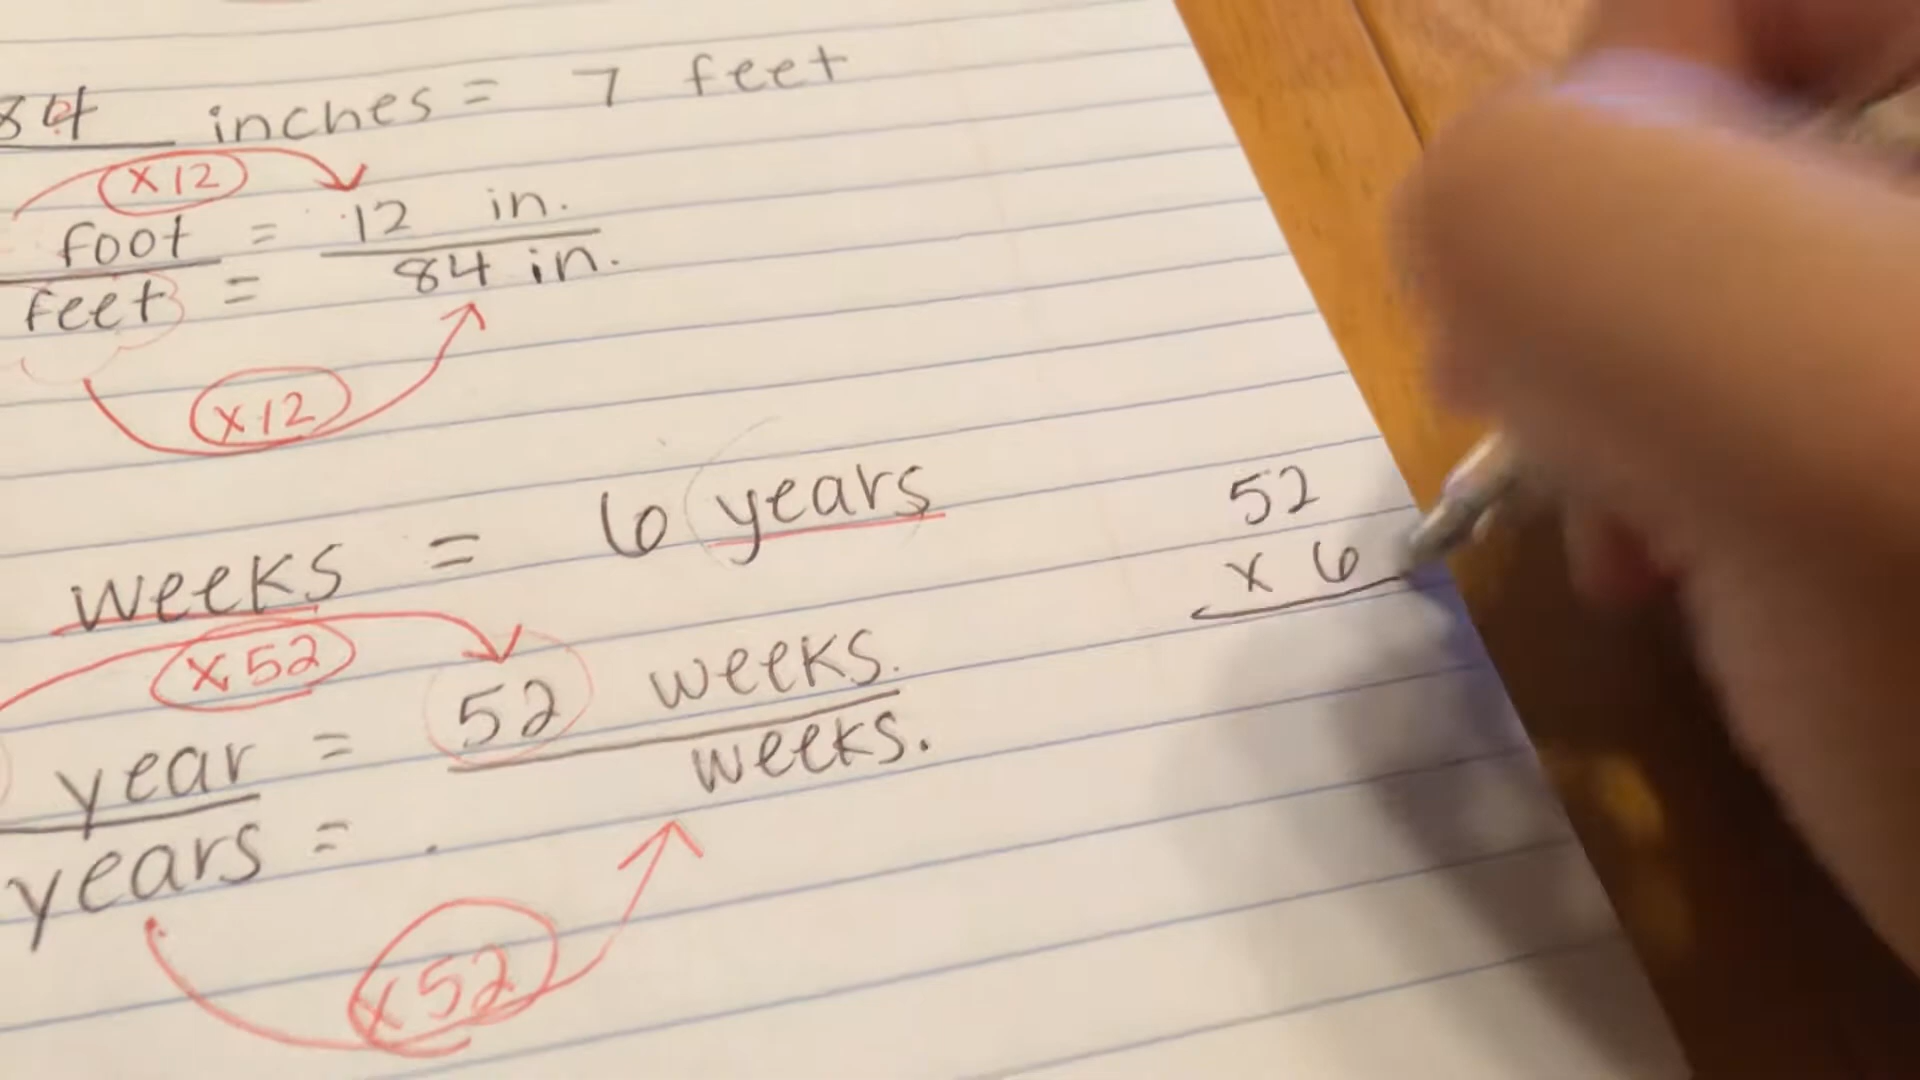 84 inches = 7 feet
x12
foot = 12 in.
feet = 84 in.
x12
weeks = 6 years
x52
year = 52 weeks.
years = . weeks.
x52
52
x 6